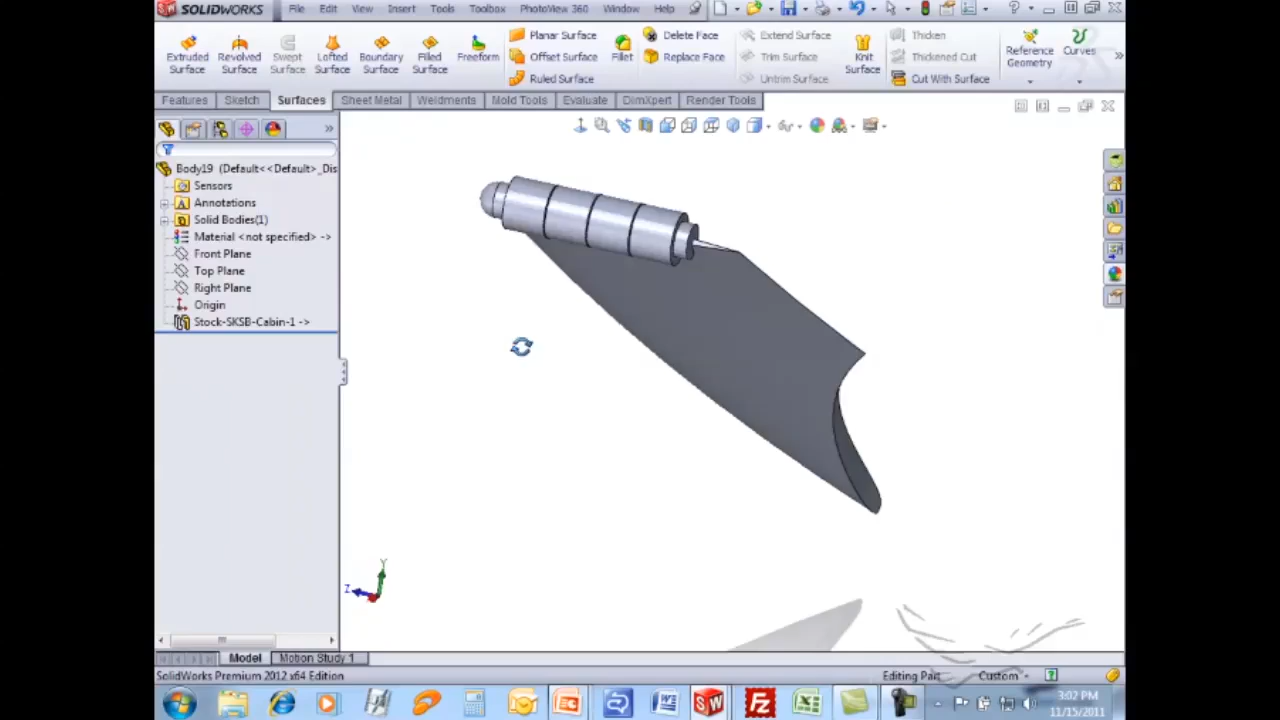 SOLIDWORKS File Edit View Insert Tools Toolbox PhotoView 360 Window Help
Extruded Surface Revolved Surface Swept Surface Lofted Surface Boundary Surface Filled Surface Freeform Planar Surface Offset Surface Ruled Surface Fillet Delete Face Replace Face Extend Surface Trim Surface Untrim Surface Knit Surface Thicken Thickened Cut Cut With Surface Reference Geometry Curves
Features Sketch Surfaces Sheet Metal Weldments Mold Tools Evaluate DimXpert Render Tools
Body19 (Default<<Default>_Dis
Sensors
Annotations
Solid Bodies(1)
Material <not specified> ->
Front Plane
Top Plane
Right Plane
Origin
Stock-SKSB-Cabin-1 ->
Y
Z
Model Motion Study 1
SolidWorks Premium 2012 x64 Edition Editing Part Custom
3:02 PM
11/15/2011